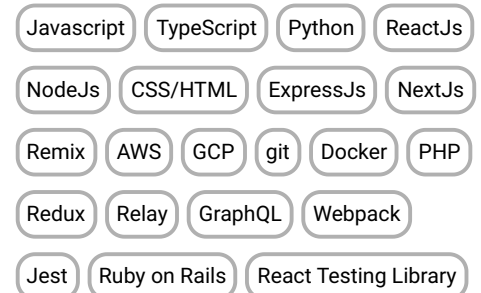 Javascript TypeScript Python ReactJs
NodeJs CSS/HTML ExpressJs NextJs
Remix AWS GCP git Docker PHP
Redux Relay GraphQL Webpack
Jest Ruby on Rails React Testing Library